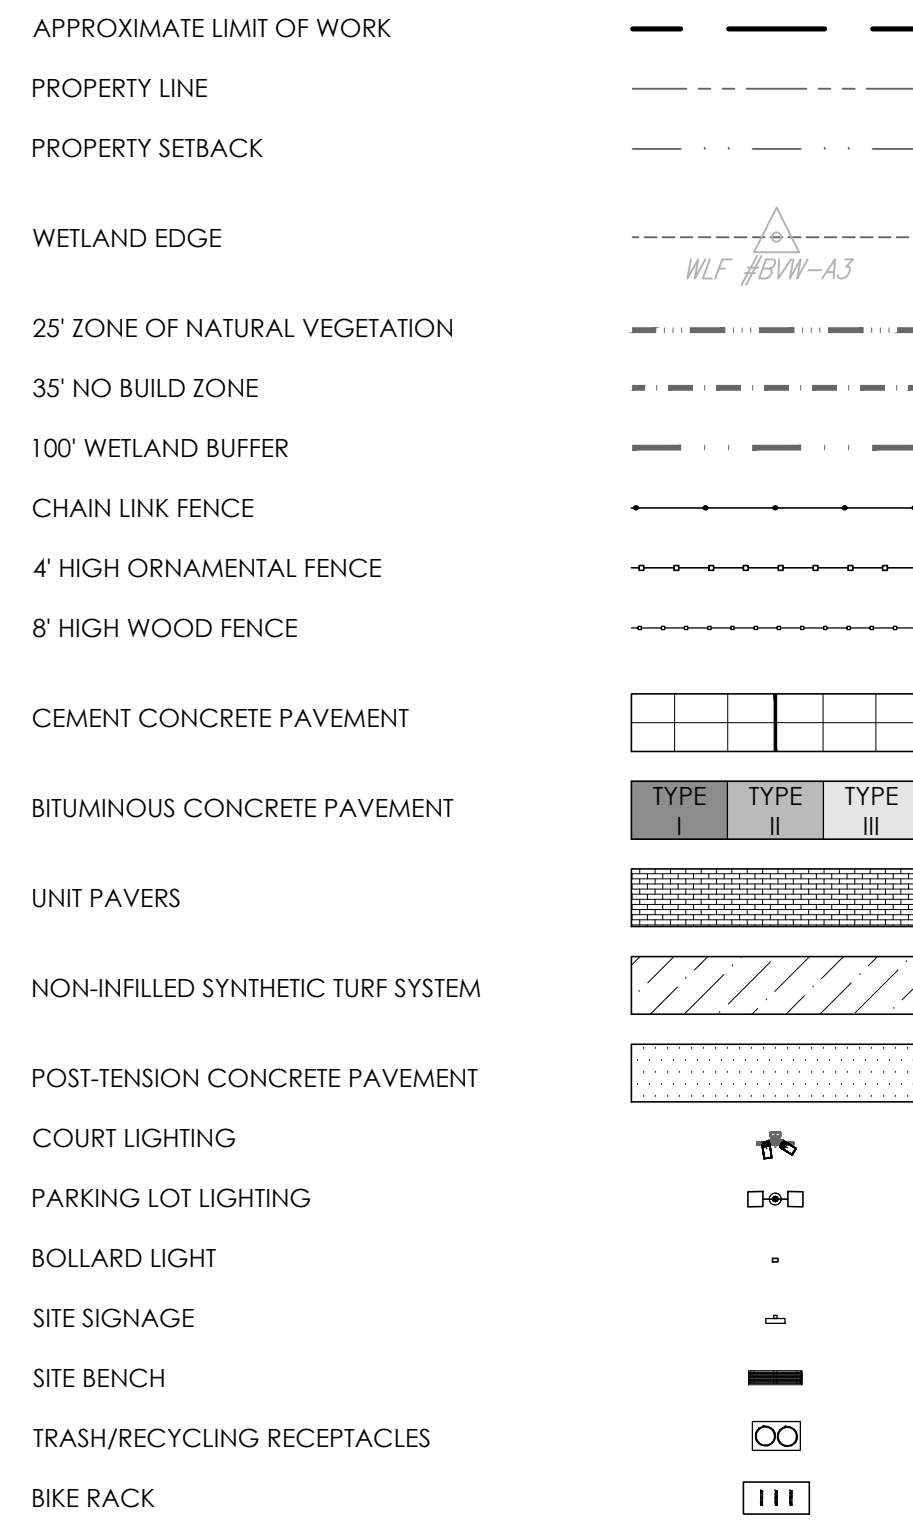 APPROXIMATE LIMIT OF WORK
PROPERTY LINE
PROPERTY SETBACK
WETLAND EDGE
WLF #BVW-A3
25' ZONE OF NATURAL VEGETATION
35' NO BUILD ZONE
100' WETLAND BUFFER
CHAIN LINK FENCE
4' HIGH ORNAMENTAL FENCE
8' HIGH WOOD FENCE
CEMENT CONCRETE PAVEMENT
BITUMINOUS CONCRETE PAVEMENT
TYPE I
TYPE II
TYPE III
UNIT PAVERS
NON-INFILLED SYNTHETIC TURF SYSTEM
POST-TENSION CONCRETE PAVEMENT
COURT LIGHTING
PARKING LOT LIGHTING
BOLLARD LIGHT
SITE SIGNAGE
SITE BENCH
TRASH/RECYCLING RECEPTACLES
BIKE RACK